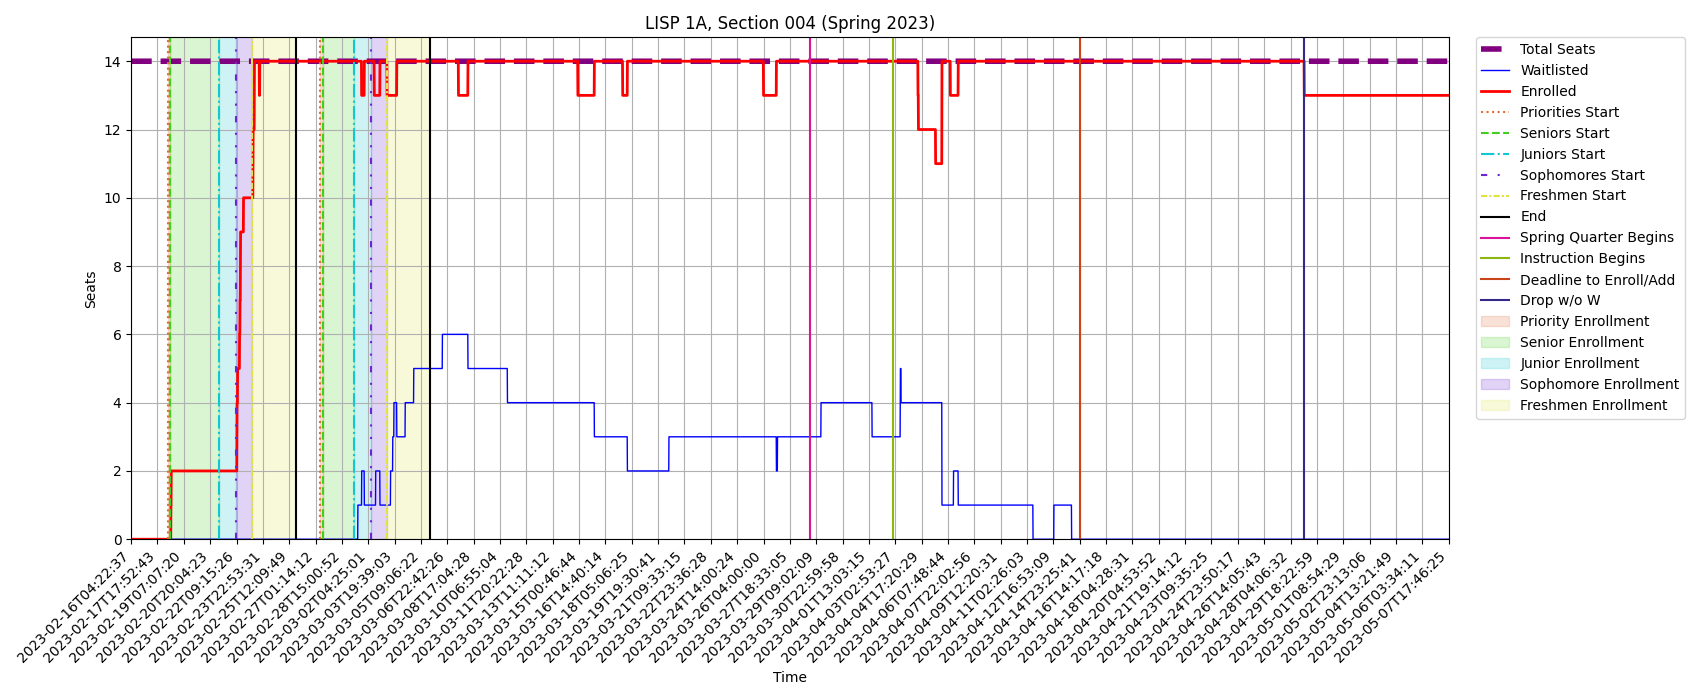 LISP 1A, Section 004 (Spring 2023)
Seats
14
12
10
8
6
4
2
0
2023-02-16T04:22:37
2023-02-17T17:52:43
2023-02-19T07:07:20
2023-02-20T20:04:23
2023-02-22T09:15:26
2023-02-23T22:53:31
2023-02-25T12:09:49
2023-02-27T01:14:12
2023-02-28T15:00:52
2023-03-02T04:25:01
2023-03-03T19:39:03
2023-03-05T09:06:22
2023-03-06T22:42:26
2023-03-08T17:04:28
2023-03-10T06:55:04
2023-03-11T20:22:28
2023-03-13T11:11:12
2023-03-15T00:46:44
2023-03-16T14:40:14
2023-03-18T05:06:25
2023-03-19T19:30:41
2023-03-21T09:33:15
2023-03-22T23:36:28
2023-03-24T14:00:24
2023-03-26T04:00:00
2023-03-27T18:33:05
2023-03-29T09:02:09
2023-03-30T22:59:58
2023-04-01T13:03:15
2023-04-03T02:53:27
2023-04-04T17:20:29
2023-04-06T07:48:44
2023-04-07T22:02:56
2023-04-09T12:20:31
2023-04-11T02:26:03
2023-04-12T16:53:09
2023-04-14T23:25:41
2023-04-16T14:17:18
2023-04-18T04:28:31
2023-04-20T04:53:52
2023-04-21T19:14:12
2023-04-23T09:35:25
2023-04-24T23:50:17
2023-04-26T14:05:43
2023-04-28T04:06:32
2023-04-29T18:22:59
2023-05-01T08:54:29
2023-05-02T23:13:06
2023-05-04T13:21:49
2023-05-06T03:34:11
2023-05-07T17:46:25
Time
Total Seats
Waitlisted
Enrolled
Priorities Start
Seniors Start
Juniors Start
Sophomores Start
Freshmen Start
End
Spring Quarter Begins
Instruction Begins
Deadline to Enroll/Add
Drop w/o W
Priority Enrollment
Senior Enrollment
Junior Enrollment
Sophomore Enrollment
Freshmen Enrollment